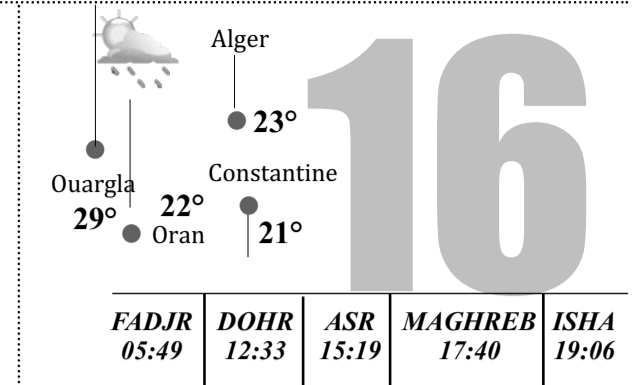 Alger
23°
Ouargla
29°
22°
Oran
Constantine
21°
16
FADJR DOHR ASR MAGHREB ISHA
05:49 12:33 15:19 17:40 19:06